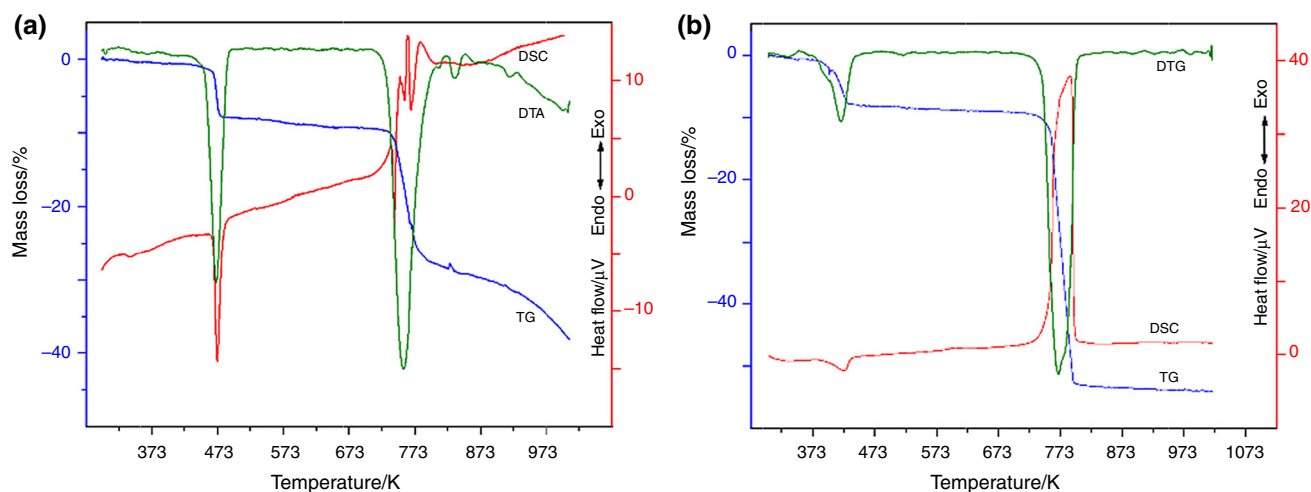 (a)
0
−20
−40
Mass loss/%
DSC
DTA
TG
10
0
−10
Heat flow/μV Endo Exo
373 473 573 673 773 873 973
Temperature/K
(b)
0
−20
−40
Mass loss/%
DTG
DSC
TG
40
20
0
Heat flow/μV Endo Exo
373 473 573 673 773 873 973 1073
Temperature/K